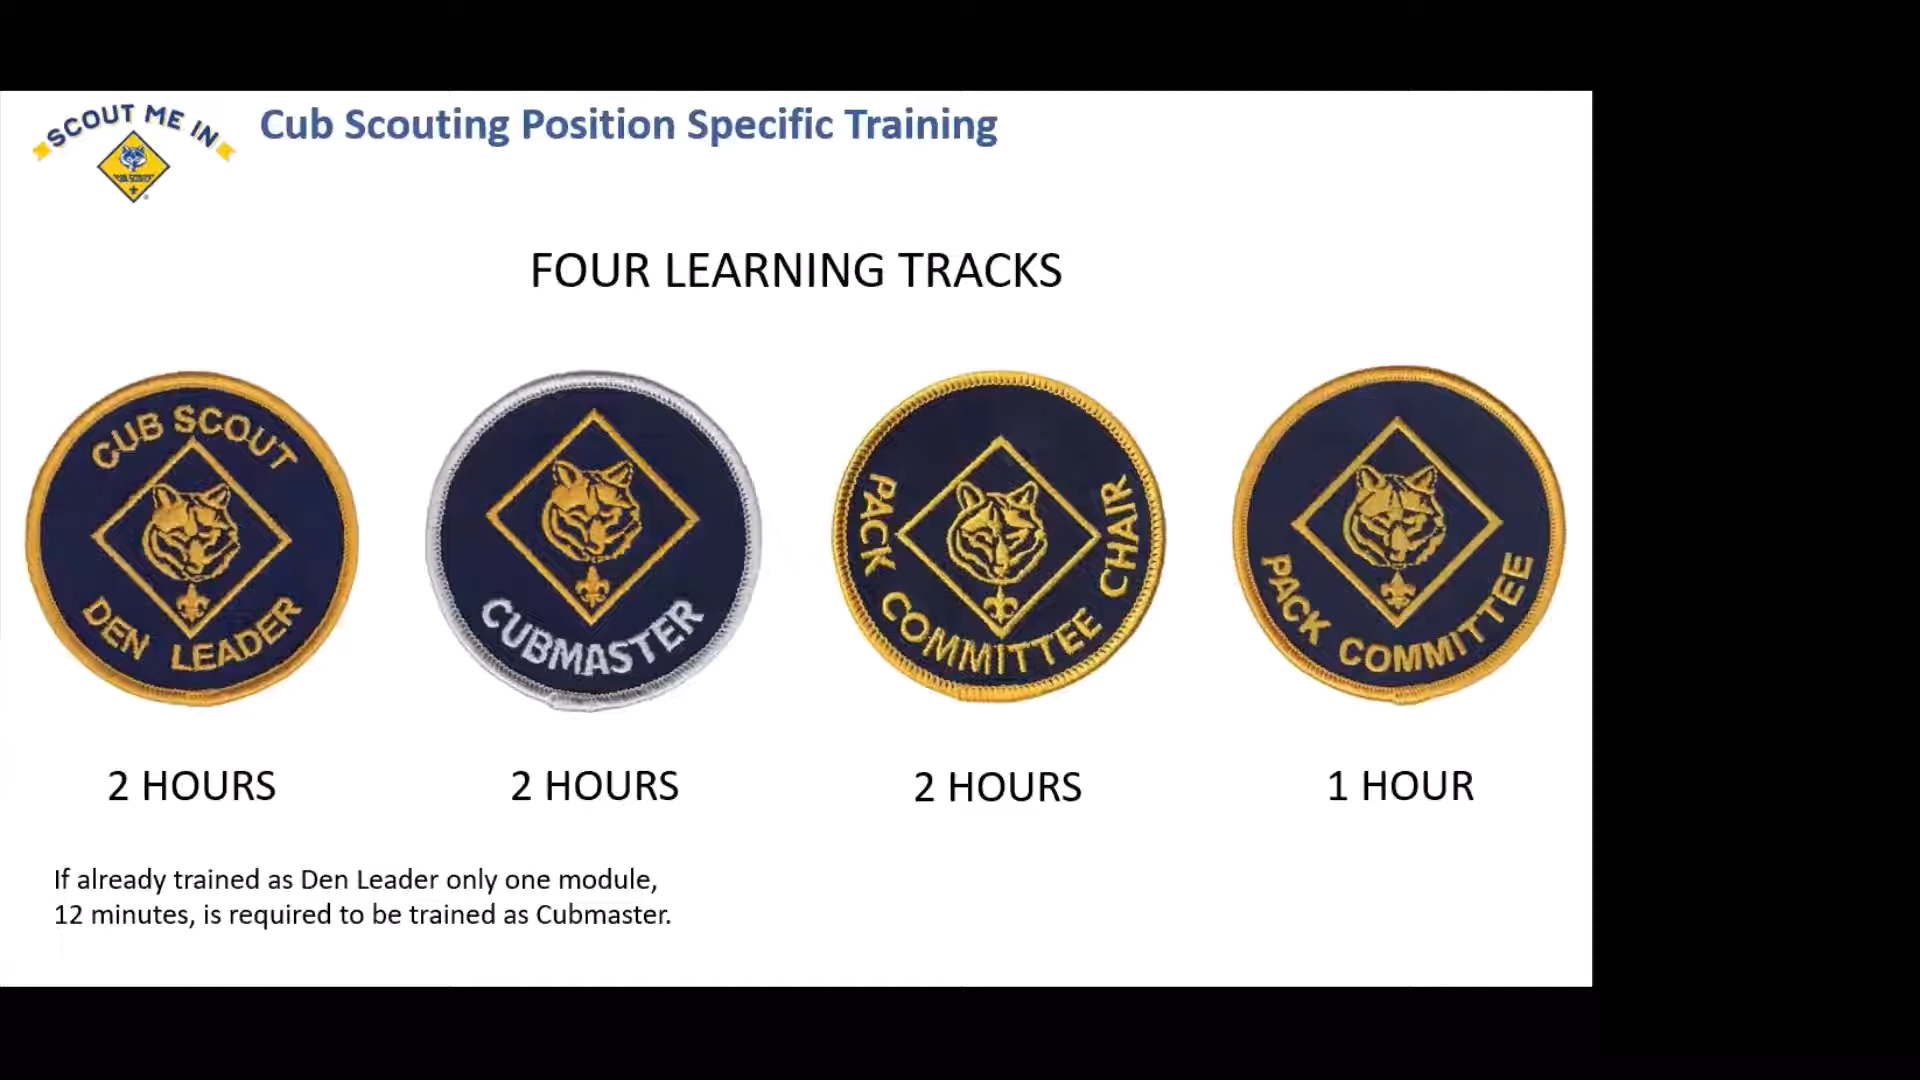 SCOUT ME IN
CUB SCOUTS
Cub Scouting Position Specific Training
FOUR LEARNING TRACKS
CUB SCOUT
DEN LEADER
CUBMASTER
PACK COMMITTEE CHAIR
PACK COMMITTEE
2 HOURS
2 HOURS
2 HOURS
1 HOUR
If already trained as Den Leader only one module,
12 minutes, is required to be trained as Cubmaster.